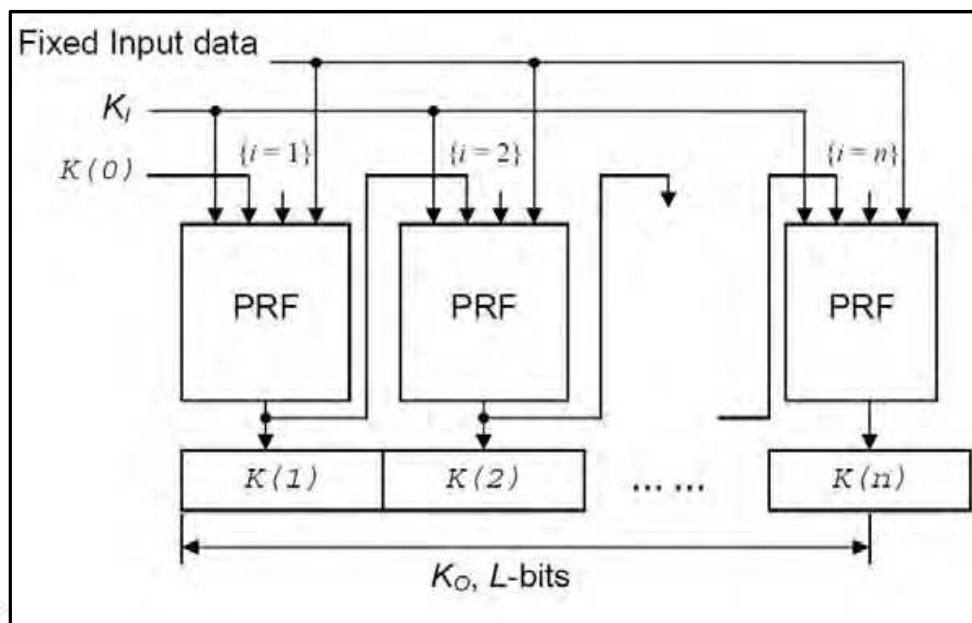 Fixed Input data
K_I
{i = 1} {i = 2} {i = n}
K(0)
PRF PRF PRF
K(1) K(2) ... ... K(n)
K_O, L-bits